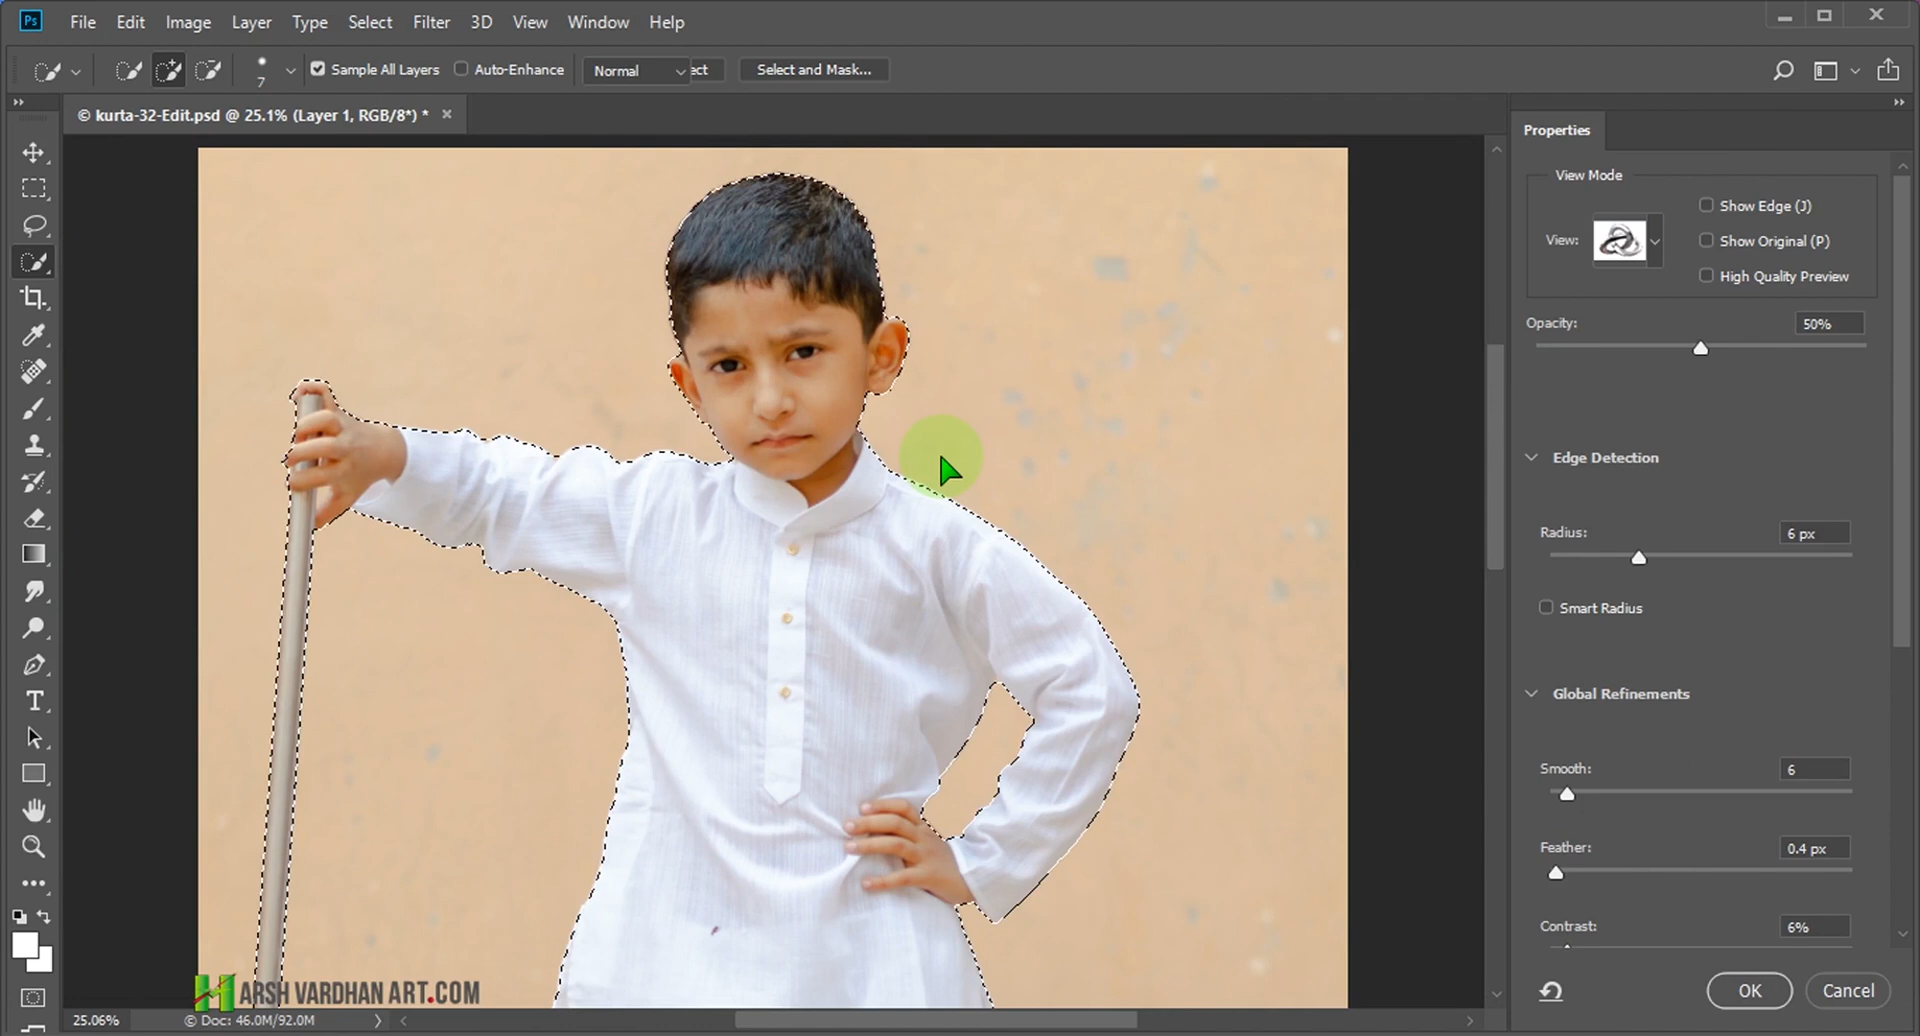 Ps File Edit Image Layer Type Select Filter 3D View Window Help
7 Sample All Layers Auto-Enhance Normal ect Select and Mask...
© kurta-32-Edit.psd @ 25.1% (Layer 1, RGB/8*) * ×
Properties
View Mode
View:
Show Edge (J)
Show Original (P)
High Quality Preview
Opacity: 50%
Edge Detection
Radius: 6 px
Smart Radius
Global Refinements
Smooth: 6
Feather: 0.4 px
Contrast: 6%
OK Cancel
HARSH VARDHAN ART.COM
25.06% © Doc: 46.0M/92.0M